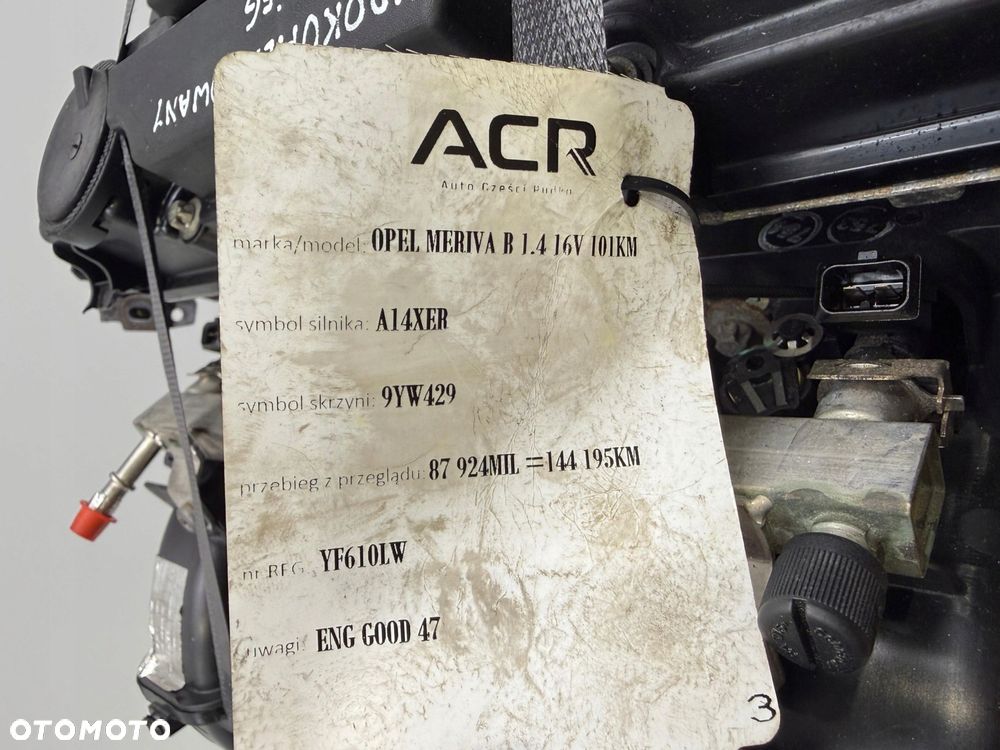 ACR
Auto Części Rudka
marka/model: OPEL MERIVA B 1.4 16V 101KM
symbol silnika: A14XER
symbol skrzyni: 9YW429
przebieg z przeglądu: 87 924MIL =144 195KM
nr REG. YF610LW
uwagi: ENG GOOD 47
3
OTOMOTO